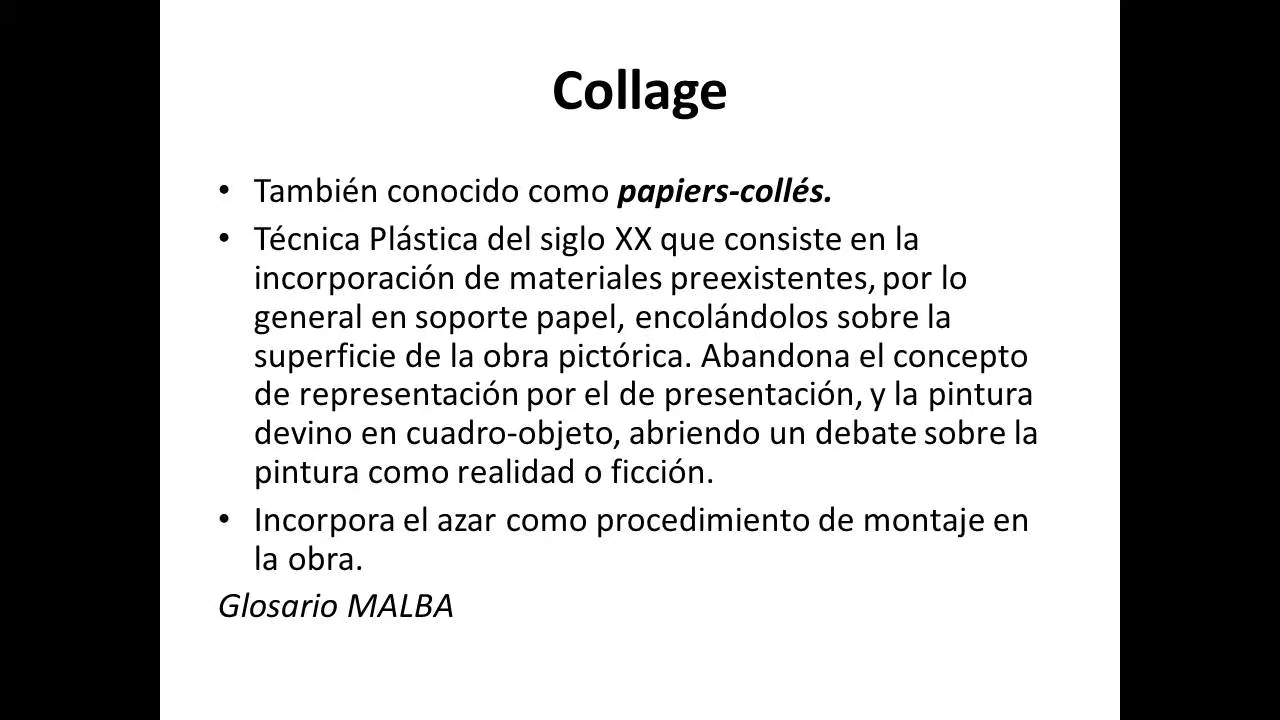 Collage
• También conocido como papiers-collés.
• Técnica Plástica del siglo XX que consiste en la
incorporación de materiales preexistentes, por lo
general en soporte papel, encolándolos sobre la
superficie de la obra pictórica. Abandona el concepto
de representación por el de presentación, y la pintura
devino en cuadro-objeto, abriendo un debate sobre la
pintura como realidad o ficción.
• Incorpora el azar como procedimiento de montaje en
la obra.
Glosario MALBA